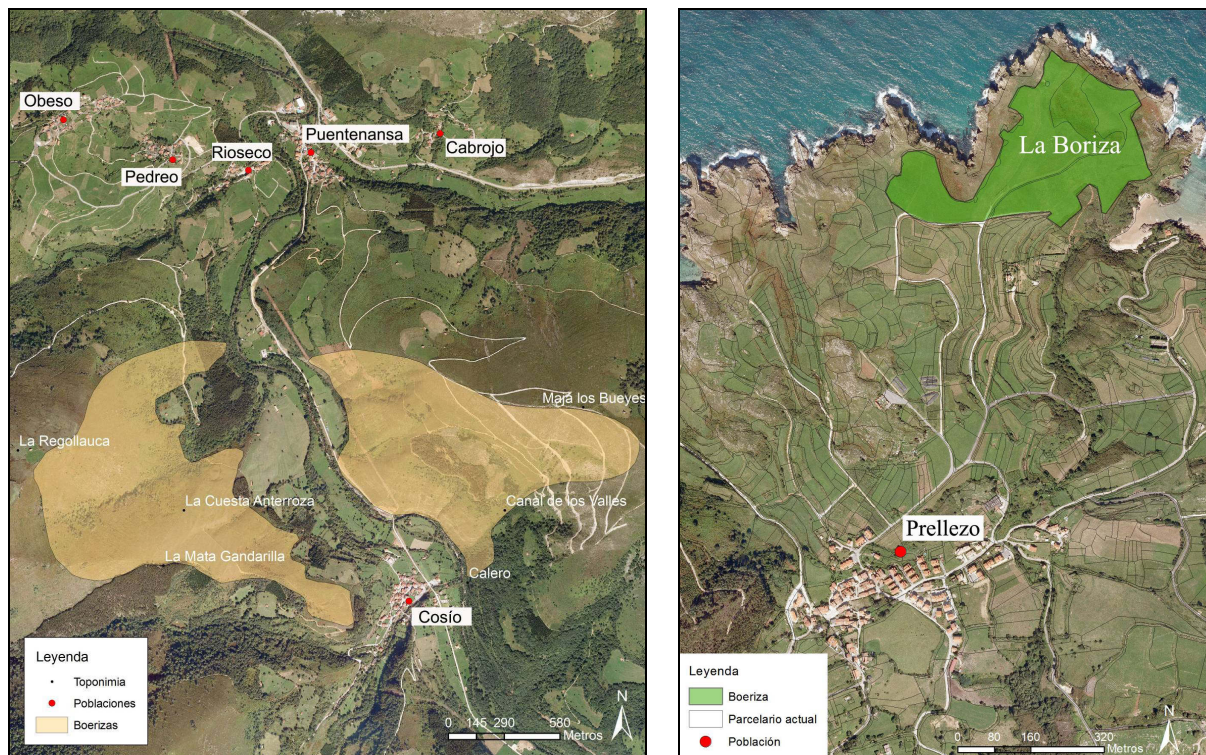 Obeso
Pedreo
Rioseco
Puentenansa
Cabrojo
Maja los Bueyes
La Regollauca
La Cuesta Anterroza
Canal de los Valles
La Mata Gandarilla
Calero
Cosío
Leyenda
Toponimia
Poblaciones
Boerizas
N
0 145 290 580
Metros
La Boriza
Prellezo
Leyenda
Boeriza
Parcelario actual
Población
N
0 80 160 320
Metros